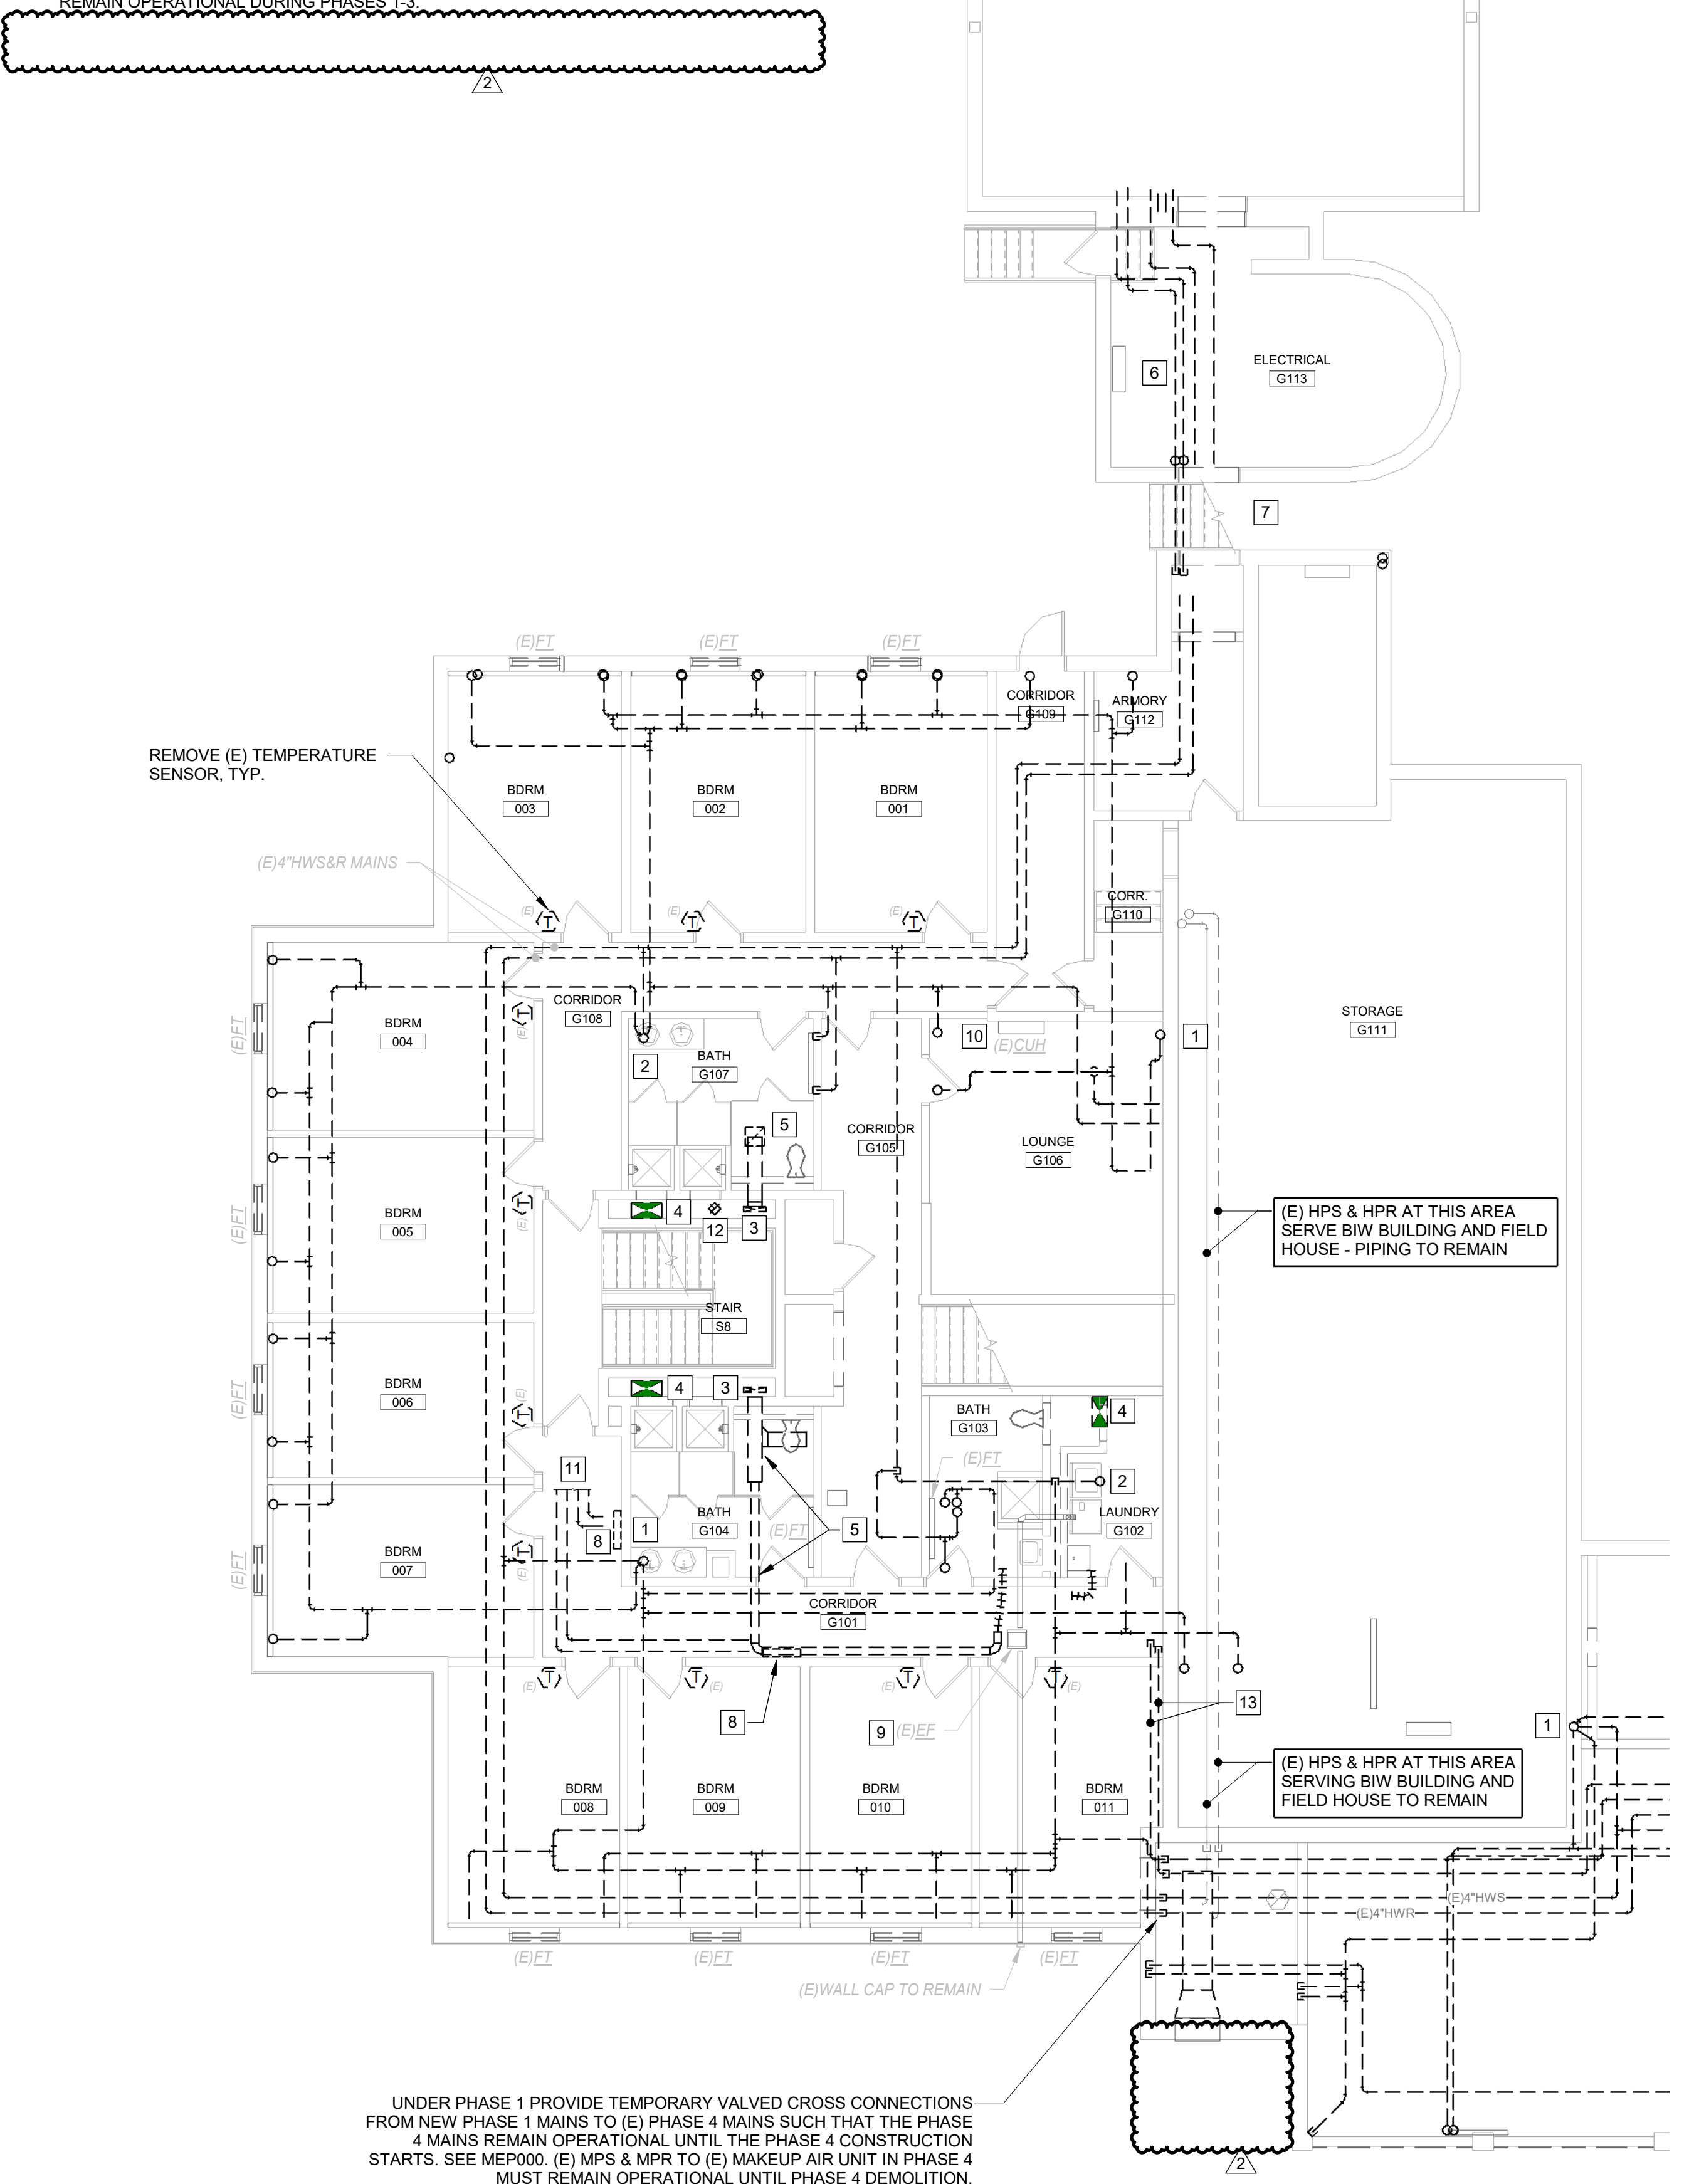 REMAIN OPERATIONAL DURING PHASES 1-3.
2
6
ELECTRICAL
G113
7
(E)FT
(E)FT
(E)FT
CORRIDOR
G109
ARMORY
G112
REMOVE (E) TEMPERATURE
SENSOR, TYP.
BDRM
003
BDRM
002
BDRM
001
(E)4"HWS&R MAINS
CORR.
G110
(E)
T
(E)
T
(E)
T
CORRIDOR
G108
STORAGE
G111
(E)FT
BDRM
004
T
(E)
2
BATH
G107
10
(E)CUH
1
5
CORRIDOR
G105
LOUNGE
G106
(E)FT
BDRM
005
T
(E)
4
12
3
(E) HPS & HPR AT THIS AREA
SERVE BIW BUILDING AND FIELD
HOUSE - PIPING TO REMAIN
STAIR
S8
(E)FT
BDRM
006
(E)
T
4
3
BATH
G103
4
(E)FT
11
2
8
1
BATH
G104
(E)FT
5
LAUNDRY
G102
(E)FT
BDRM
007
T
(E)
CORRIDOR
G101
(E)
T
T
(E)
(E)
T
T
(E)
8
9
(E)EF
13
1
(E) HPS & HPR AT THIS AREA
SERVING BIW BUILDING AND
FIELD HOUSE TO REMAIN
BDRM
008
BDRM
009
BDRM
010
BDRM
011
(E)4"HWS
(E)4"HWR
(E)FT
(E)FT
(E)FT
(E)FT
(E)WALL CAP TO REMAIN
UNDER PHASE 1 PROVIDE TEMPORARY VALVED CROSS CONNECTIONS
FROM NEW PHASE 1 MAINS TO (E) PHASE 4 MAINS SUCH THAT THE PHASE
4 MAINS REMAIN OPERATIONAL UNTIL THE PHASE 4 CONSTRUCTION
STARTS. SEE MEP000. (E) MPS & MPR TO (E) MAKEUP AIR UNIT IN PHASE 4
MUST REMAIN OPERATIONAL UNTIL PHASE 4 DEMOLITION.
2